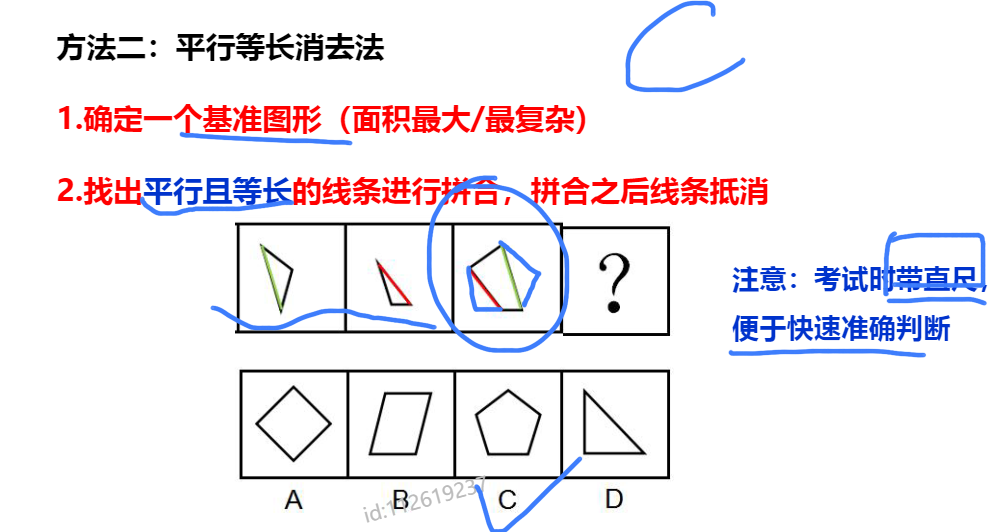 方法二：平行等长消去法
1.确定一个基准图形（面积最大/最复杂）
2.找出平行且等长的线条进行拼合，拼合之后线条抵消
?
注意：考试时带直尺，
便于快速准确判断
A B C D
id:112619237